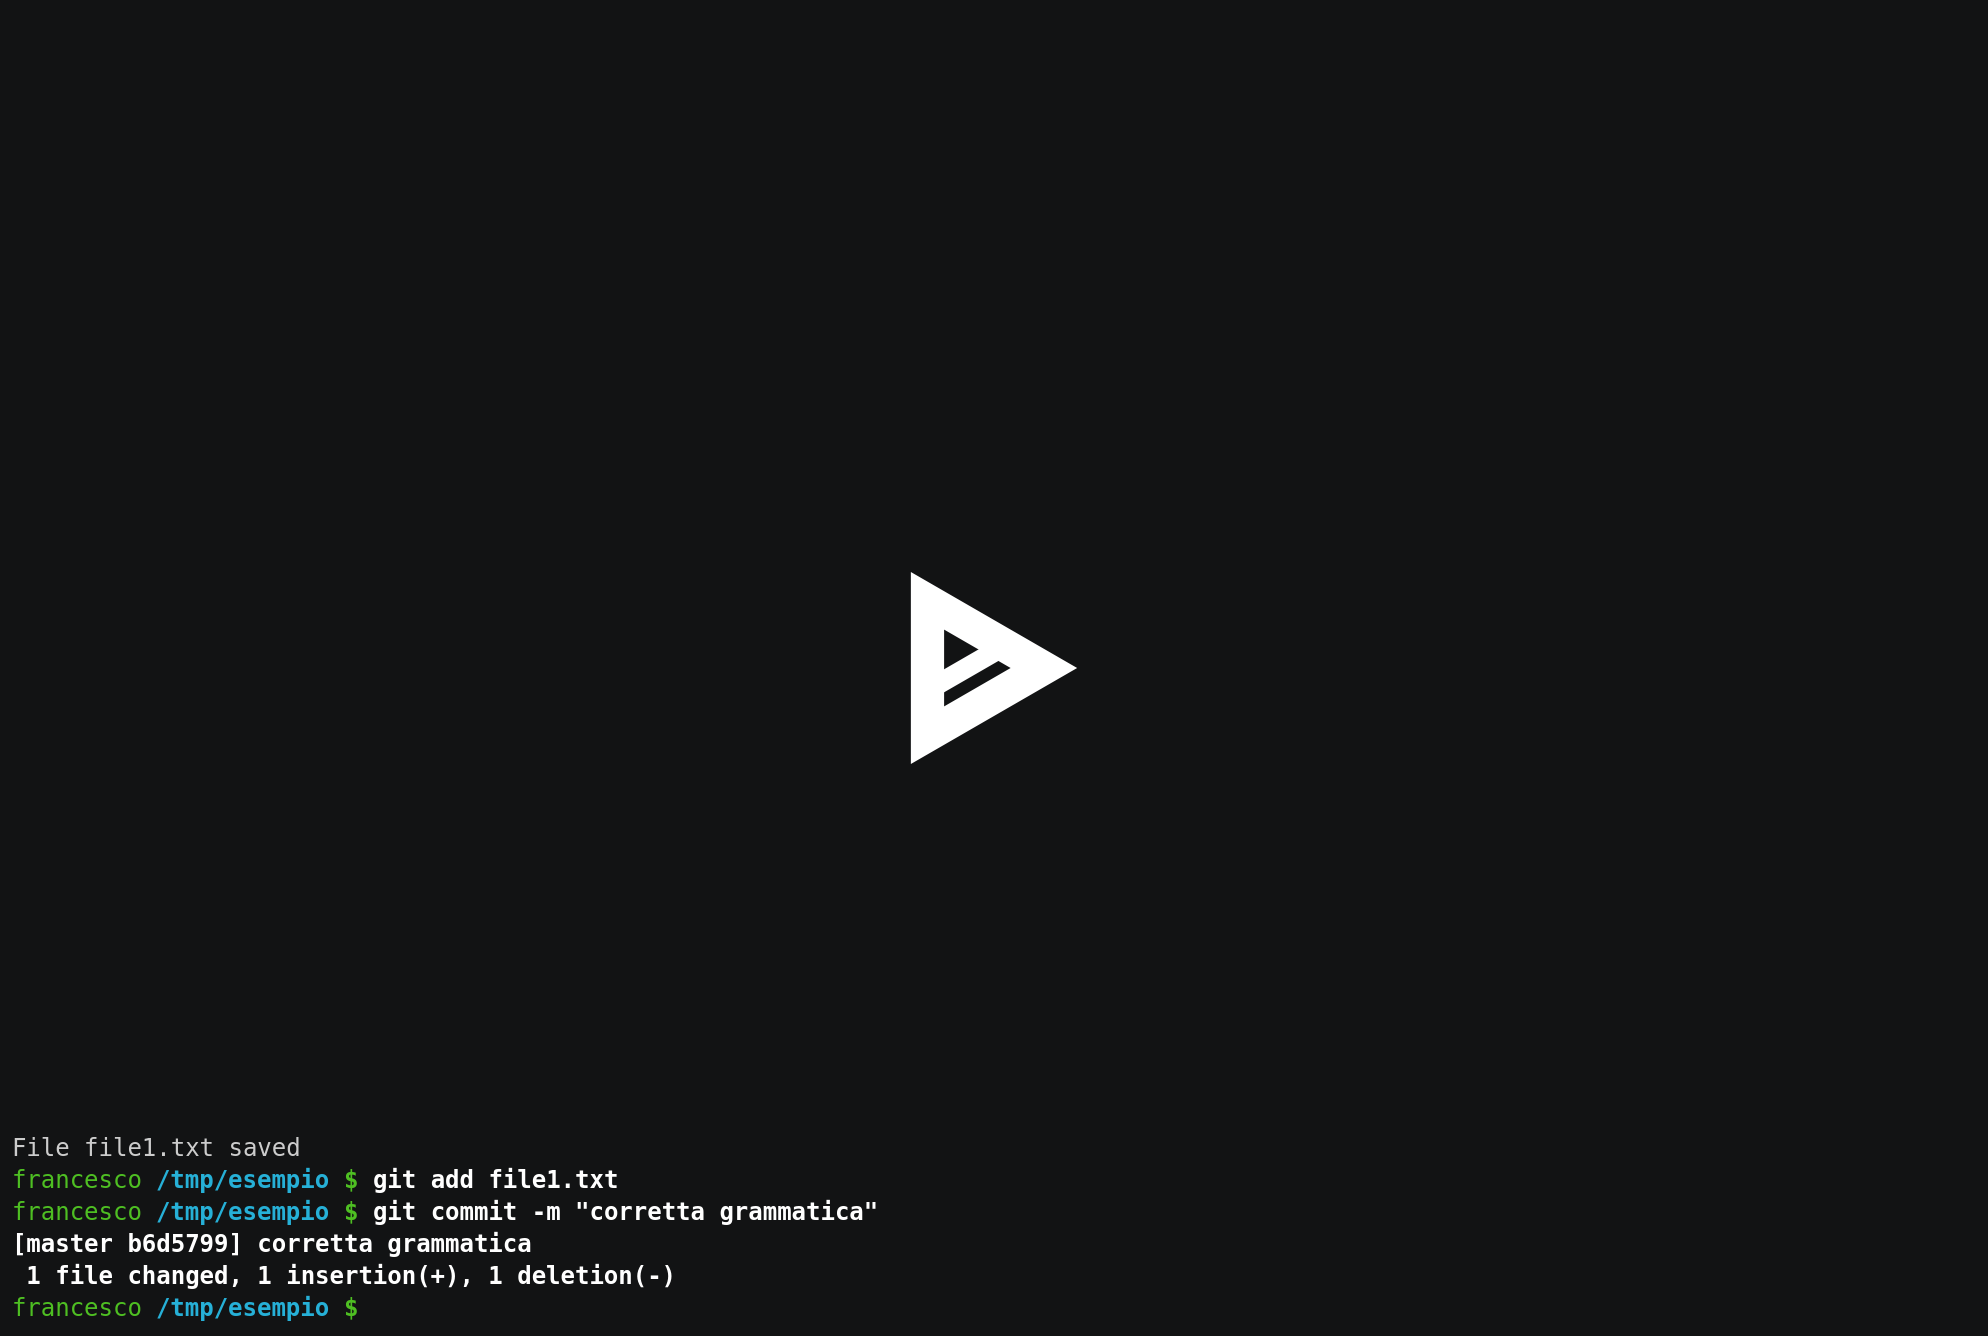 File file1.txt saved
francesco /tmp/esempio $ git add file1.txt
francesco /tmp/esempio $ git commit -m "corretta grammatica"
[master b6d5799] corretta grammatica
 1 file changed, 1 insertion(+), 1 deletion(-)
francesco /tmp/esempio $